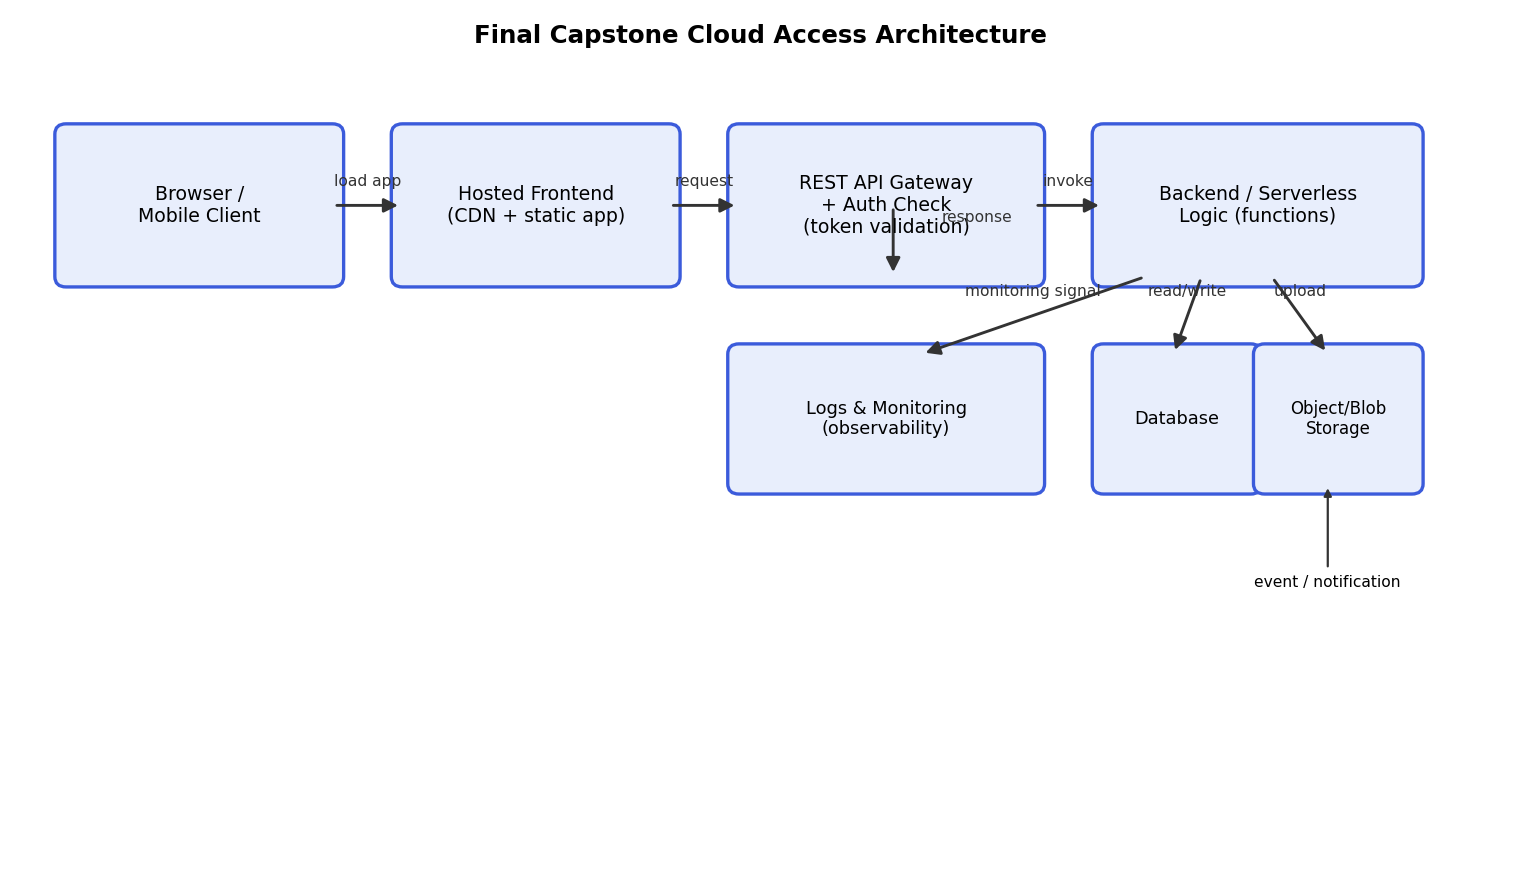 Final Capstone Cloud Access Architecture
Browser /
Mobile Client
load app
Hosted Frontend
(CDN + static app)
request
REST API Gateway
+ Auth Check
(token validation)
response
invoke
Backend / Serverless
Logic (functions)
monitoring signal
read/write
upload
Logs & Monitoring
(observability)
Database
Object/Blob
Storage
event / notification